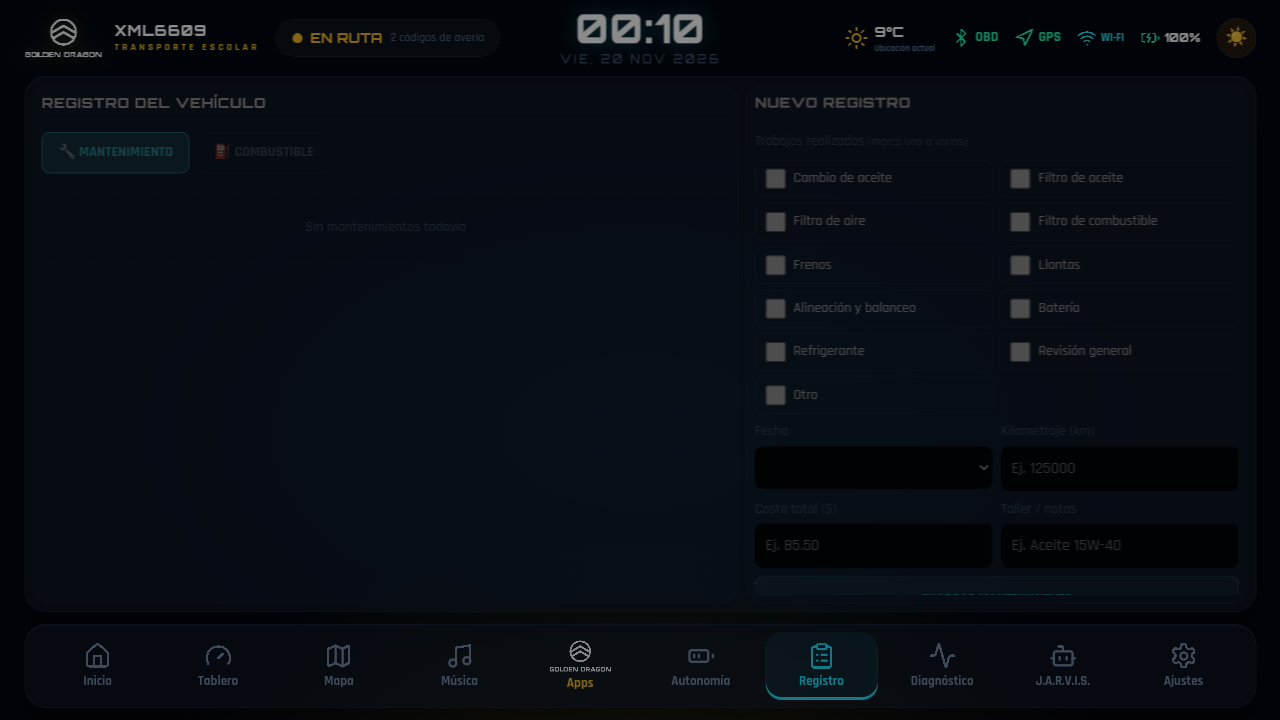 GOLDEN DRAGON
XML6609
TRANSPORTE ESCOLAR
EN RUTA 2 códigos de avería
00:10
VIE, 20 NOV 2026
9°C
Ubicación actual
OBD
GPS
WI-FI
100%
REGISTRO DEL VEHÍCULO
MANTENIMIENTO
COMBUSTIBLE
Sin mantenimientos todavía
NUEVO REGISTRO
Trabajos realizados (marca uno o varios)
Cambio de aceite
Filtro de aceite
Filtro de aire
Filtro de combustible
Frenos
Llantas
Alineación y balanceo
Batería
Refrigerante
Revisión general
Otro
Fecha
Kilometraje (km)
Ej. 125000
Costo total ($)
Taller / notas
Ej. 85.50
Ej. Aceite 15W-40
Inicio
Tablero
Mapa
Música
GOLDEN DRAGON
Apps
Autonomía
Registro
Diagnóstico
J.A.R.V.I.S.
Ajustes